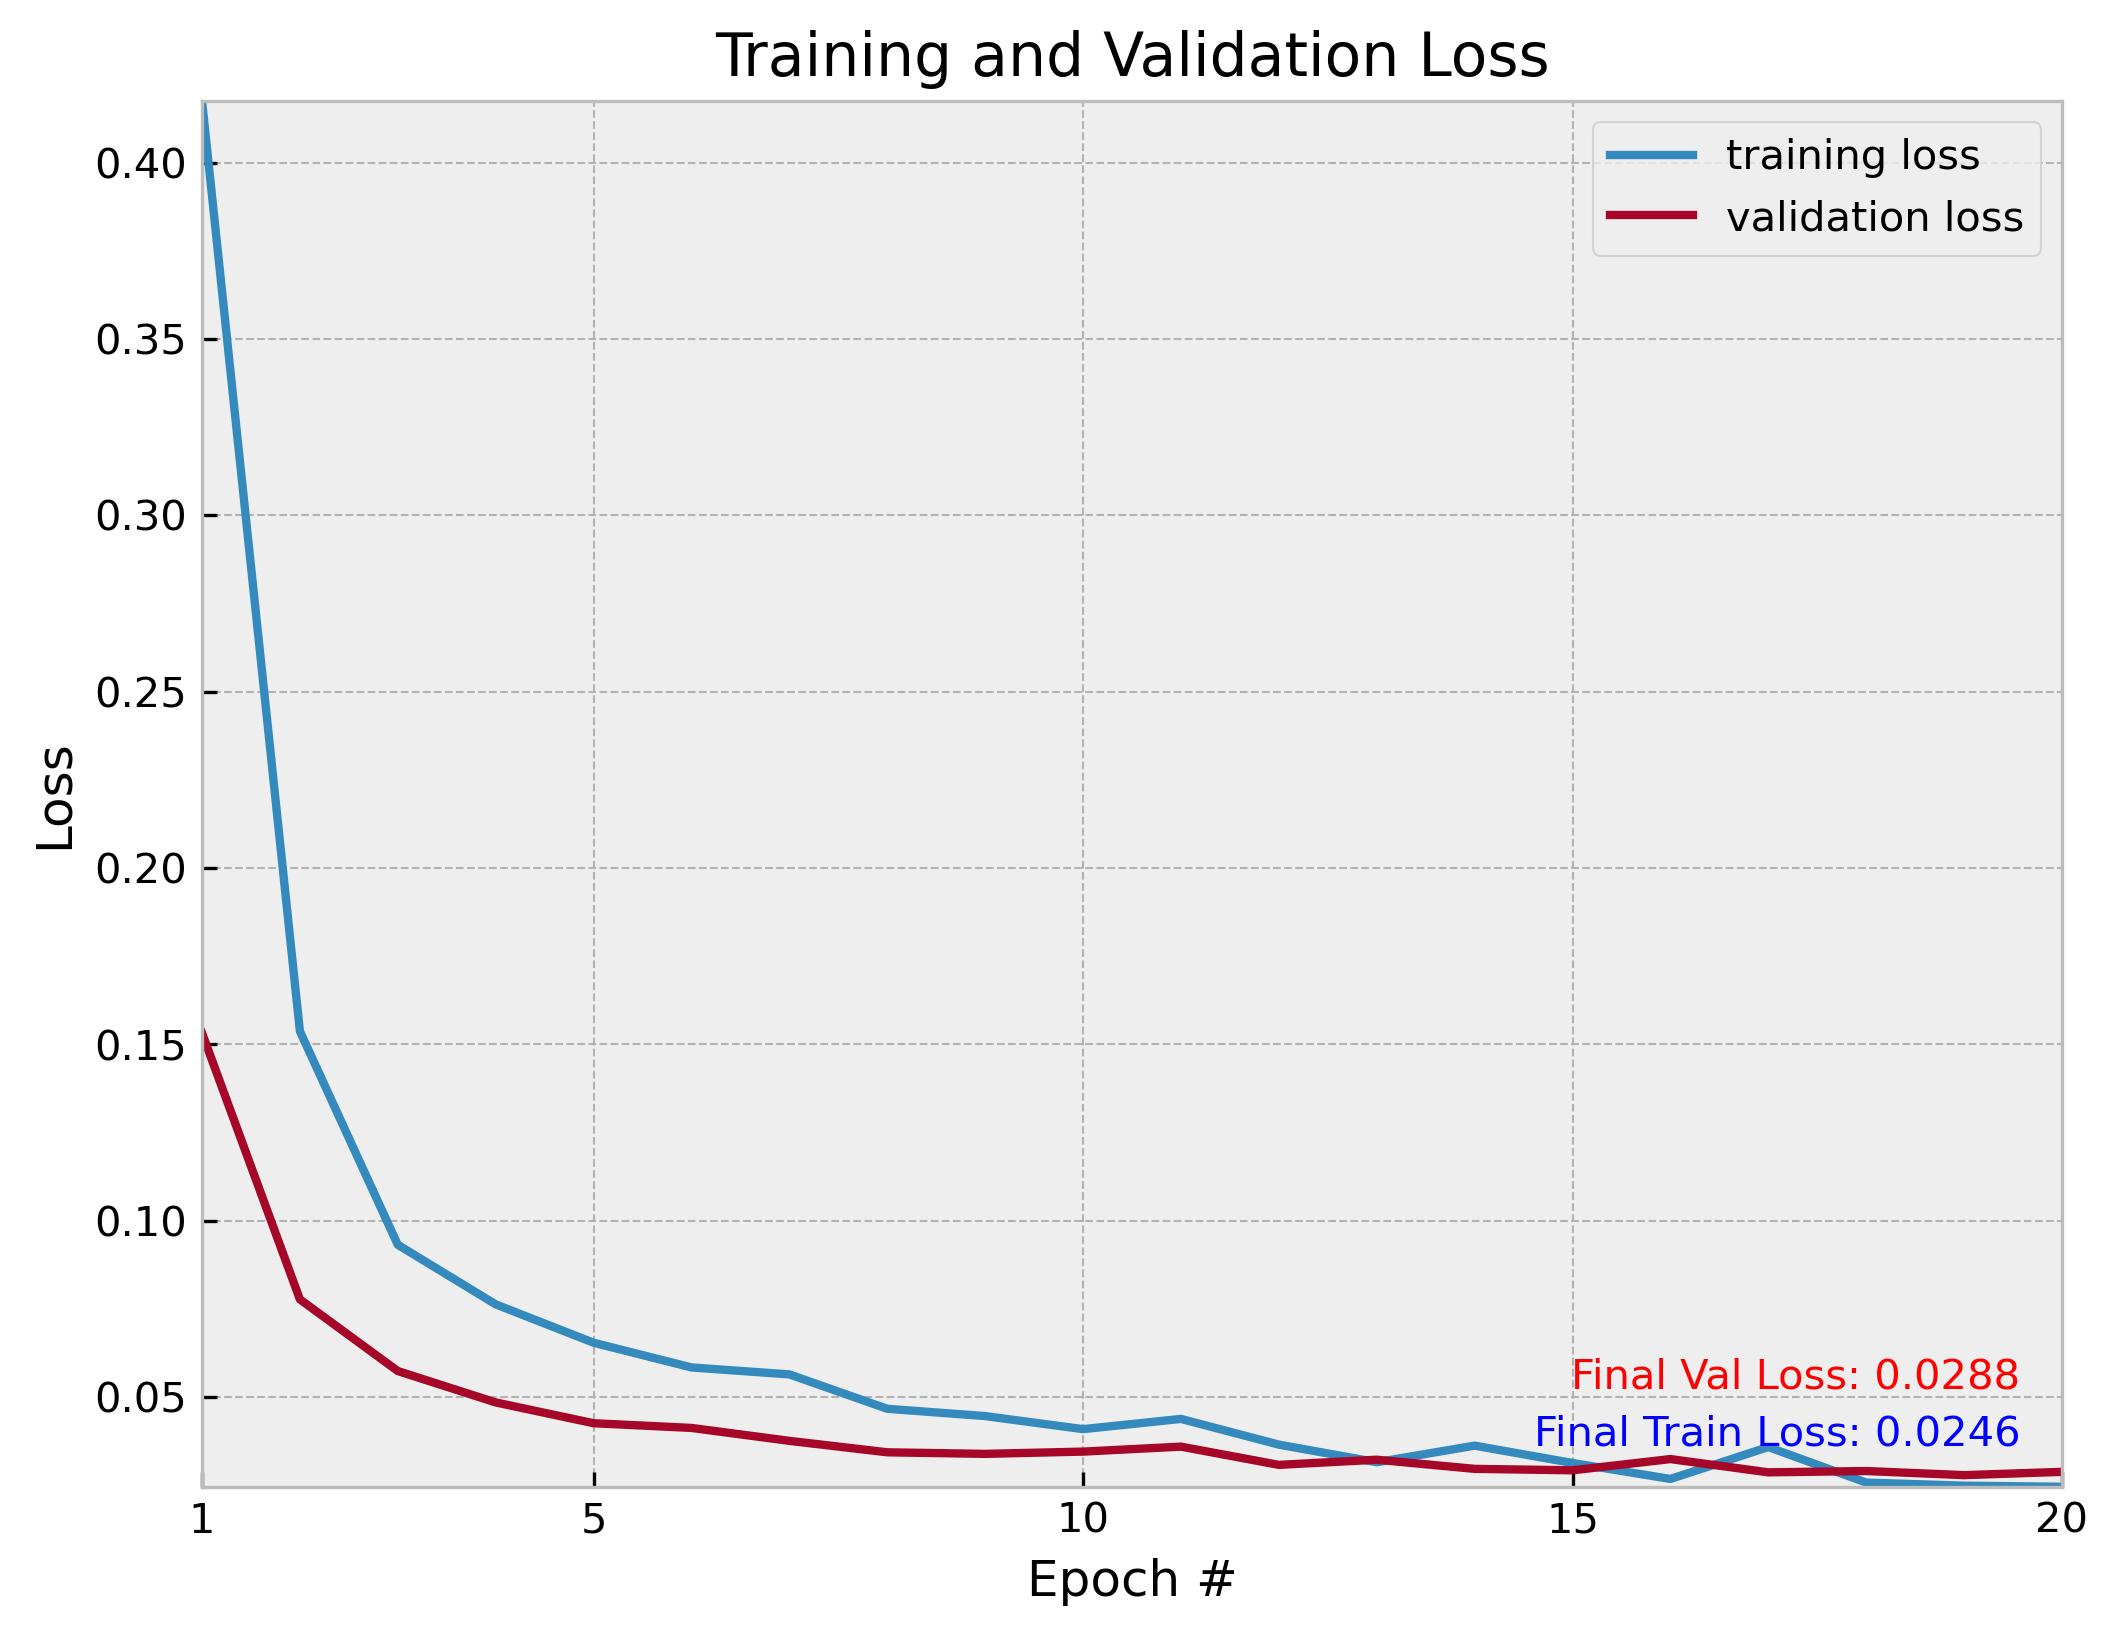 Training and Validation Loss
training loss
validation loss
0.40
0.35
0.30
0.25
0.20
0.15
0.10
0.05
Loss
Final Val Loss: 0.0288
Final Train Loss: 0.0246
1 5 10 15 20
Epoch #